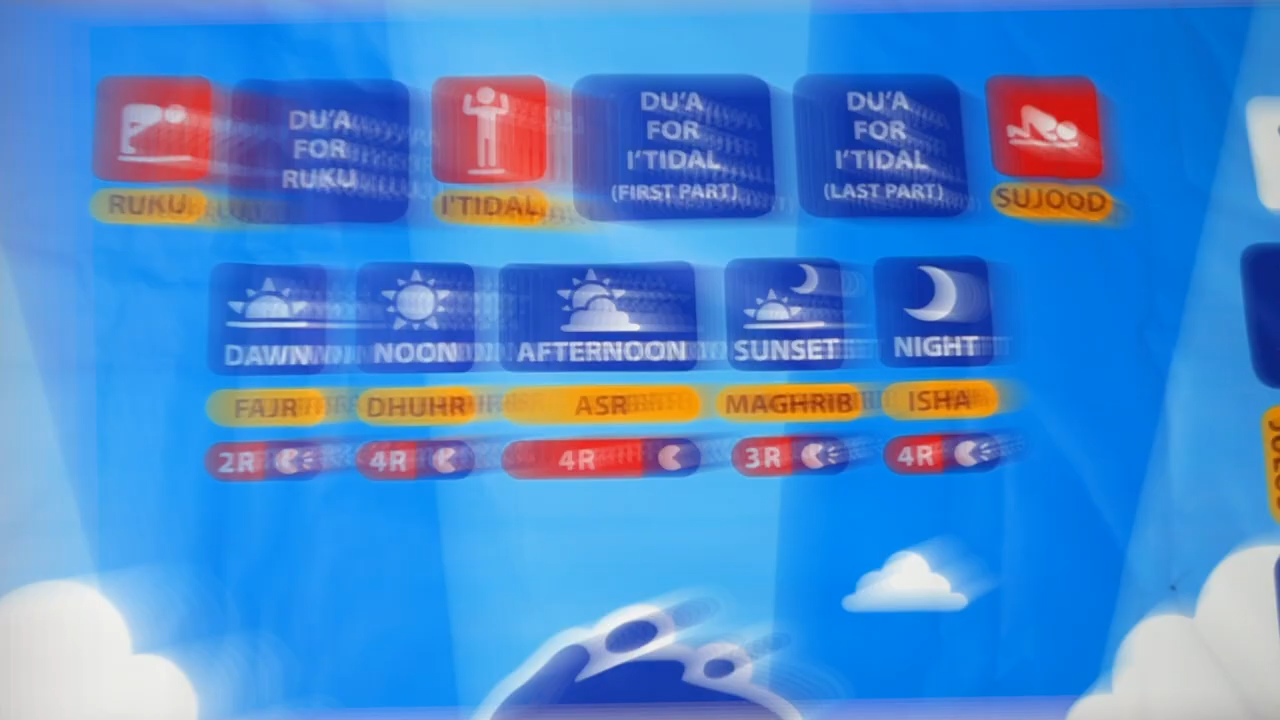 DU'A
FOR
RUKU
DU'A
FOR
I'TIDAL
(FIRST PART)
DU'A
FOR
I'TIDAL
(LAST PART)
RUKU
I'TIDAL
SUJOOD
DAWN
NOON
AFTERNOON
SUNSET
NIGHT
FAJR
DHUHR
ASR
MAGHRIB
ISHA
2R
4R
4R
3R
4R